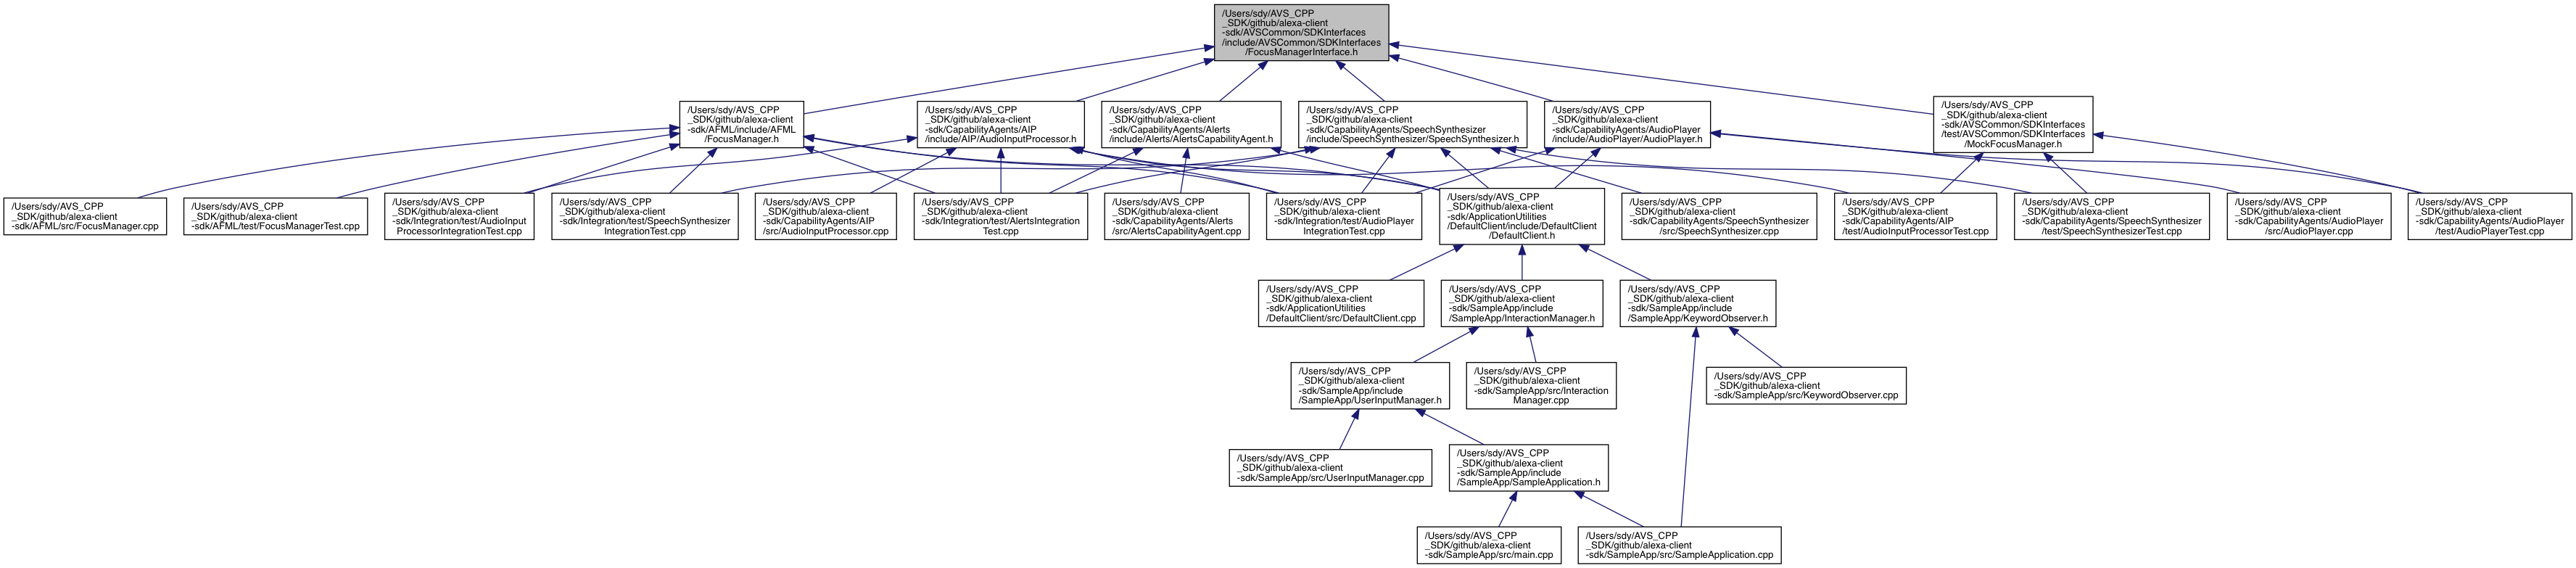 /Users/sdy/AVS_CPP
_SDK/github/alexa-client
-sdk/AVSCommon/SDKInterfaces
/include/AVSCommon/SDKInterfaces
/FocusManagerInterface.h
/Users/sdy/AVS_CPP
_SDK/github/alexa-client
-sdk/AFML/include/AFML
/FocusManager.h
/Users/sdy/AVS_CPP
_SDK/github/alexa-client
-sdk/CapabilityAgents/AIP
/include/AIP/AudioInputProcessor.h
/Users/sdy/AVS_CPP
_SDK/github/alexa-client
-sdk/CapabilityAgents/Alerts
/include/Alerts/AlertsCapabilityAgent.h
/Users/sdy/AVS_CPP
_SDK/github/alexa-client
-sdk/CapabilityAgents/SpeechSynthesizer
/include/SpeechSynthesizer/SpeechSynthesizer.h
/Users/sdy/AVS_CPP
_SDK/github/alexa-client
-sdk/CapabilityAgents/AudioPlayer
/include/AudioPlayer/AudioPlayer.h
/Users/sdy/AVS_CPP
_SDK/github/alexa-client
-sdk/AVSCommon/SDKInterfaces
/test/AVSCommon/SDKInterfaces
/MockFocusManager.h
/Users/sdy/AVS_CPP
_SDK/github/alexa-client
-sdk/AFML/src/FocusManager.cpp
/Users/sdy/AVS_CPP
_SDK/github/alexa-client
-sdk/AFML/test/FocusManagerTest.cpp
/Users/sdy/AVS_CPP
_SDK/github/alexa-client
-sdk/Integration/test/AudioInput
ProcessorIntegrationTest.cpp
/Users/sdy/AVS_CPP
_SDK/github/alexa-client
-sdk/Integration/test/SpeechSynthesizer
IntegrationTest.cpp
/Users/sdy/AVS_CPP
_SDK/github/alexa-client
-sdk/CapabilityAgents/AIP
/src/AudioInputProcessor.cpp
/Users/sdy/AVS_CPP
_SDK/github/alexa-client
-sdk/Integration/test/AlertsIntegration
Test.cpp
/Users/sdy/AVS_CPP
_SDK/github/alexa-client
-sdk/CapabilityAgents/Alerts
/src/AlertsCapabilityAgent.cpp
/Users/sdy/AVS_CPP
_SDK/github/alexa-client
-sdk/Integration/test/AudioPlayer
IntegrationTest.cpp
/Users/sdy/AVS_CPP
_SDK/github/alexa-client
-sdk/ApplicationUtilities
/DefaultClient/include/DefaultClient
/DefaultClient.h
/Users/sdy/AVS_CPP
_SDK/github/alexa-client
-sdk/CapabilityAgents/SpeechSynthesizer
/src/SpeechSynthesizer.cpp
/Users/sdy/AVS_CPP
_SDK/github/alexa-client
-sdk/CapabilityAgents/AIP
/test/AudioInputProcessorTest.cpp
/Users/sdy/AVS_CPP
_SDK/github/alexa-client
-sdk/CapabilityAgents/SpeechSynthesizer
/test/SpeechSynthesizerTest.cpp
/Users/sdy/AVS_CPP
_SDK/github/alexa-client
-sdk/CapabilityAgents/AudioPlayer
/src/AudioPlayer.cpp
/Users/sdy/AVS_CPP
_SDK/github/alexa-client
-sdk/CapabilityAgents/AudioPlayer
/test/AudioPlayerTest.cpp
/Users/sdy/AVS_CPP
_SDK/github/alexa-client
-sdk/ApplicationUtilities
/DefaultClient/src/DefaultClient.cpp
/Users/sdy/AVS_CPP
_SDK/github/alexa-client
-sdk/SampleApp/include
/SampleApp/InteractionManager.h
/Users/sdy/AVS_CPP
_SDK/github/alexa-client
-sdk/SampleApp/include
/SampleApp/KeywordObserver.h
/Users/sdy/AVS_CPP
_SDK/github/alexa-client
-sdk/SampleApp/include
/SampleApp/UserInputManager.h
/Users/sdy/AVS_CPP
_SDK/github/alexa-client
-sdk/SampleApp/src/Interaction
Manager.cpp
/Users/sdy/AVS_CPP
_SDK/github/alexa-client
-sdk/SampleApp/src/KeywordObserver.cpp
/Users/sdy/AVS_CPP
_SDK/github/alexa-client
-sdk/SampleApp/src/UserInputManager.cpp
/Users/sdy/AVS_CPP
_SDK/github/alexa-client
-sdk/SampleApp/include
/SampleApp/SampleApplication.h
/Users/sdy/AVS_CPP
_SDK/github/alexa-client
-sdk/SampleApp/src/main.cpp
/Users/sdy/AVS_CPP
_SDK/github/alexa-client
-sdk/SampleApp/src/SampleApplication.cpp